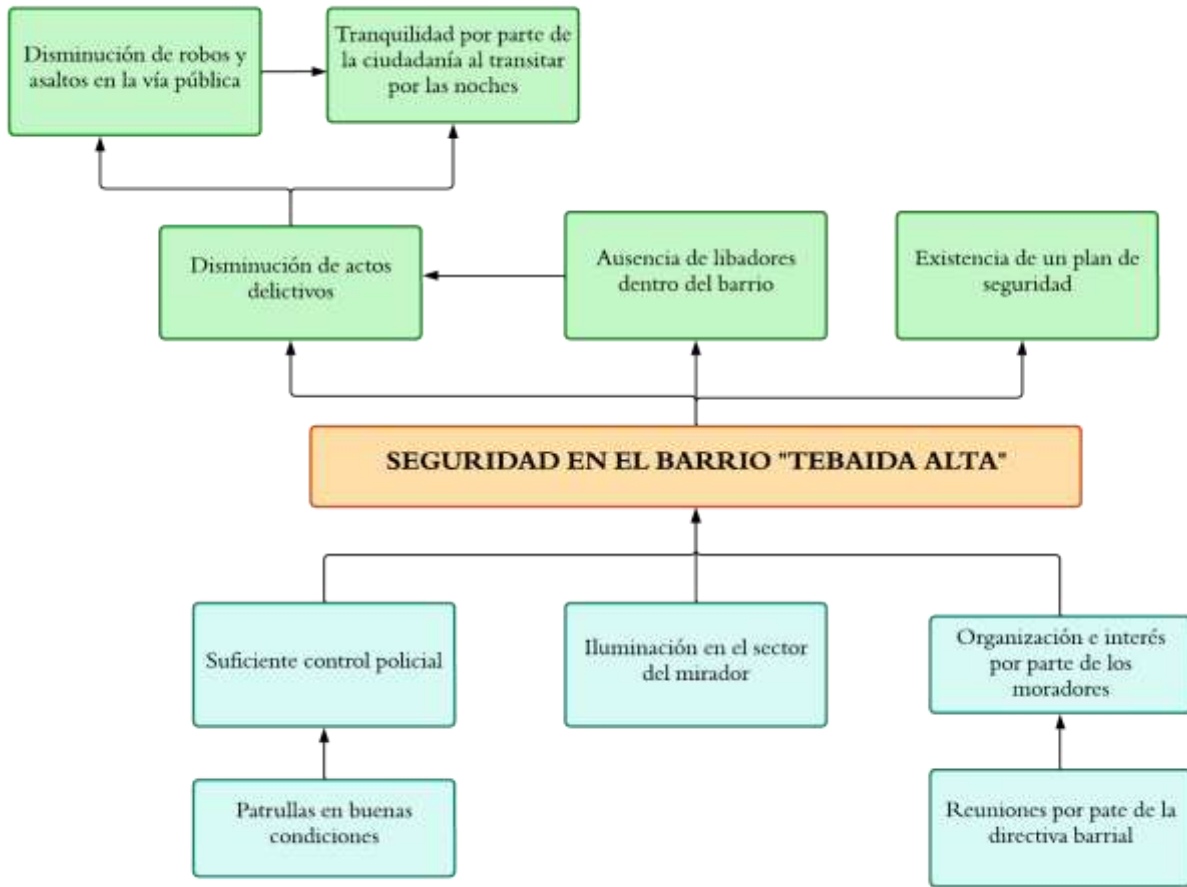 Disminución de robos y
asaltos en la vía pública
Tranquilidad por parte de
la ciudadanía al transitar
por las noches
Disminución de actos
delictivos
Ausencia de libadores
dentro del barrio
Existencia de un plan de
seguridad
SEGURIDAD EN EL BARRIO "TEBAIDA ALTA"
Suficiente control policial
Iluminación en el sector
del mirador
Organización e interés
por parte de los
moradores
Patrullas en buenas
condiciones
Reuniones por pate de la
directiva barrial